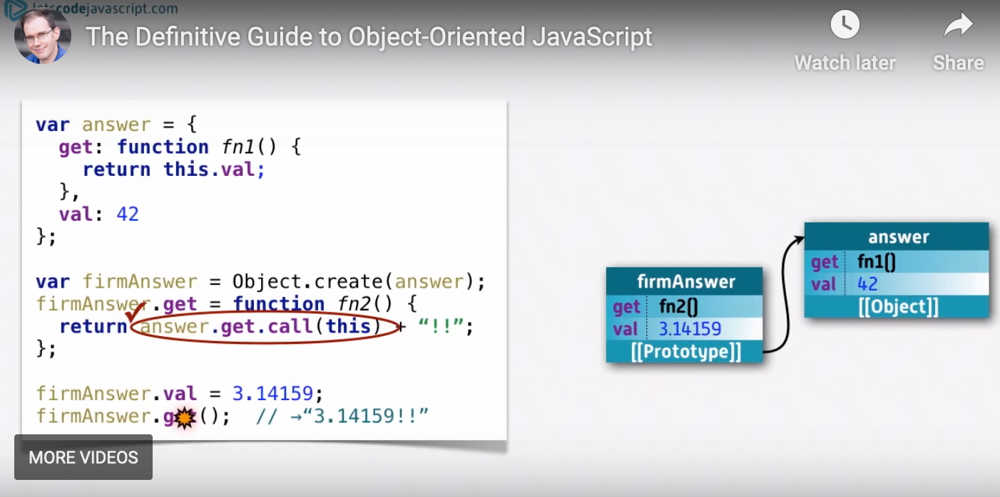 letscodejavascript.com
The Definitive Guide to Object-Oriented JavaScript
Watch later
Share
var answer = {
get: function fn1() {
return this.val;
},
val: 42
};
var firmAnswer = Object.create(answer);
firmAnswer.get = function fn2() {
return answer.get.call(this) + “!!”;
};
firmAnswer.val = 3.14159;
firmAnswer.get(); // →“3.14159!!”
firmAnswer
get fn2()
val 3.14159
[[Prototype]]
answer
get fn1()
val 42
[[Object]]
MORE VIDEOS